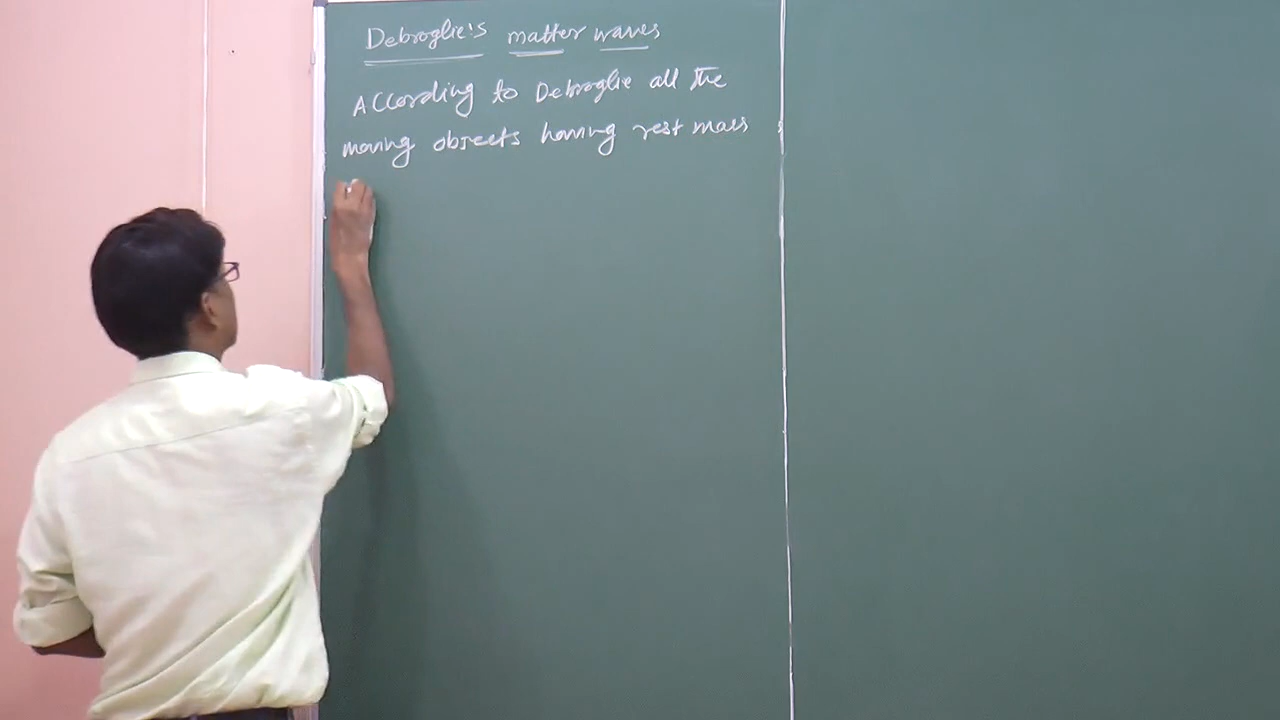 Debroglie's matter waves
According to Debroglie all the
moving objects having rest mass